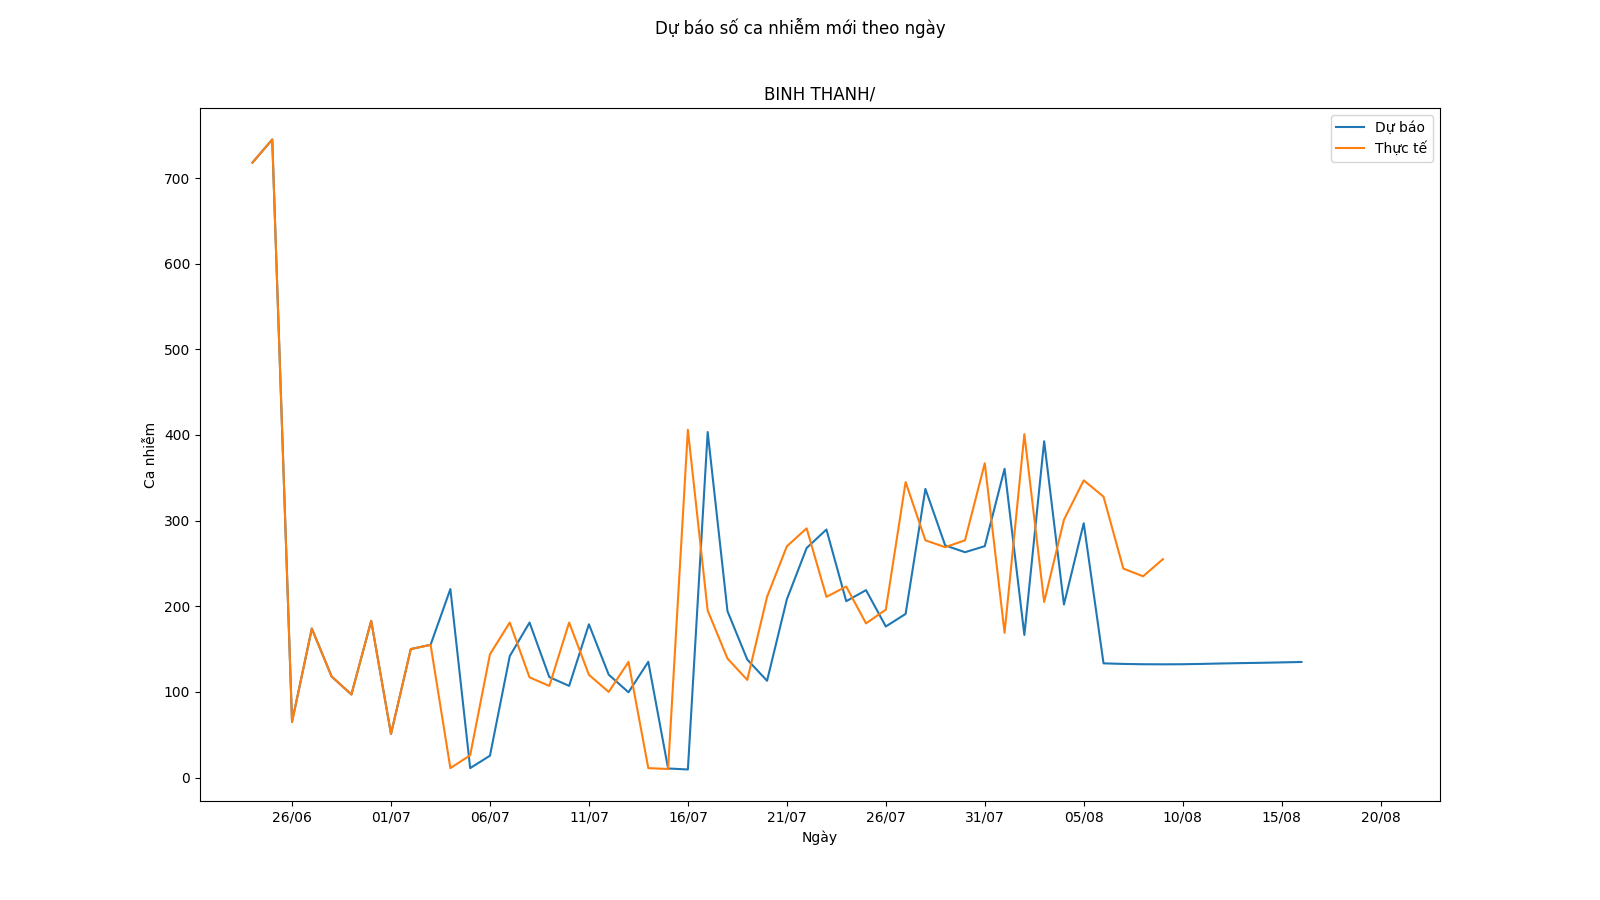 Dự báo số ca nhiễm mới theo ngày
BINH THANH/
Dự báo
Thực tế
700
600
500
400
300
200
100
0
Ca nhiễm
26/06 01/07 06/07 11/07 16/07 21/07 26/07 31/07 05/08 10/08 15/08 20/08
Ngày